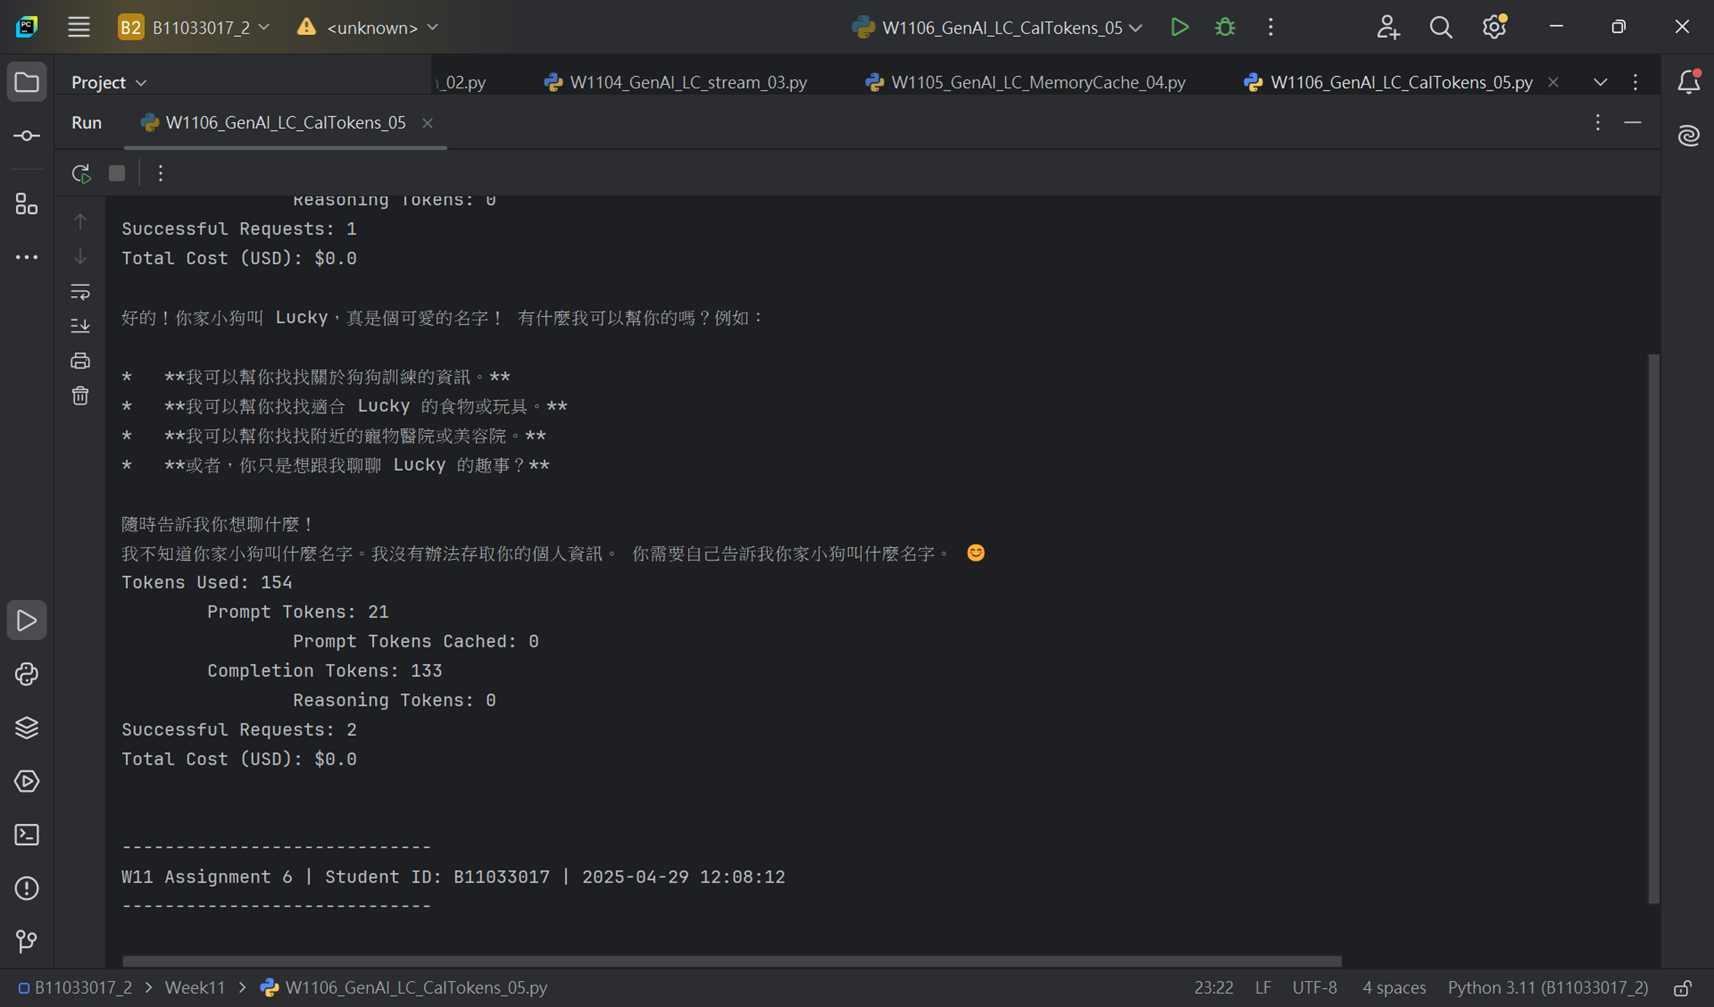 PC
B2 B11033017_2 <unknown> W1106_GenAI_LC_CalTokens_05
Project _02.py W1104_GenAI_LC_stream_03.py W1105_GenAI_LC_MemoryCache_04.py W1106_GenAI_LC_CalTokens_05.py
Run W1106_GenAI_LC_CalTokens_05
Reasoning Tokens: 0
Successful Requests: 1
Total Cost (USD): $0.0
好的！你家小狗叫 Lucky，真是個可愛的名字！ 有什麼我可以幫你的嗎？例如：
*   **我可以幫你找找關於狗狗訓練的資訊。**
*   **我可以幫你找找適合 Lucky 的食物或玩具。**
*   **我可以幫你找找附近的寵物醫院或美容院。**
*   **或者，你只是想跟我聊聊 Lucky 的趣事？**
隨時告訴我你想聊什麼！
我不知道你家小狗叫什麼名字。我沒有辦法存取你的個人資訊。 你需要自己告訴我你家小狗叫什麼名字。 😊
Tokens Used: 154
Prompt Tokens: 21
Prompt Tokens Cached: 0
Completion Tokens: 133
Reasoning Tokens: 0
Successful Requests: 2
Total Cost (USD): $0.0
-----------------------------
W11 Assignment 6 | Student ID: B11033017 | 2025-04-29 12:08:12
-----------------------------
B11033017_2 > Week11 > W1106_GenAI_LC_CalTokens_05.py 23:22 LF UTF-8 4 spaces Python 3.11 (B11033017_2)